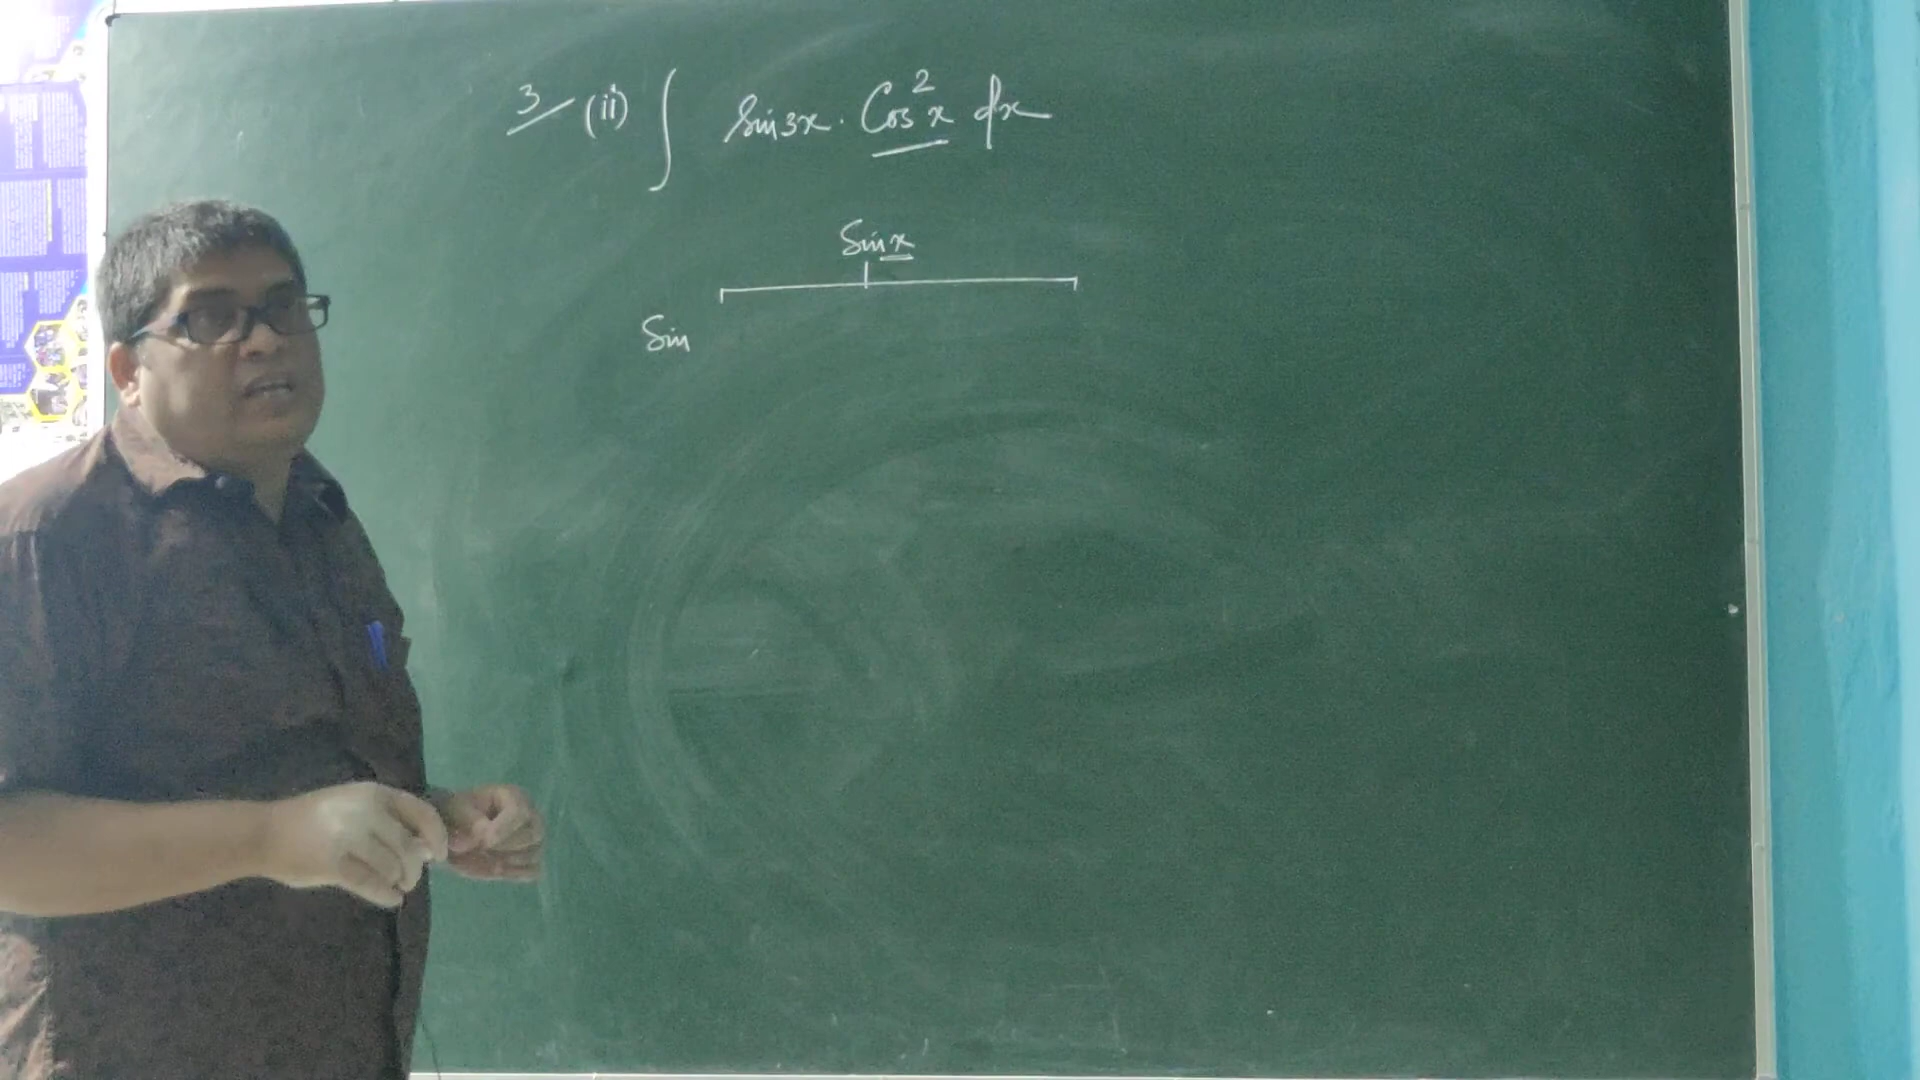 3/ (ii) ∫ Sin3x . Cos²x dx
Sinx
Sin